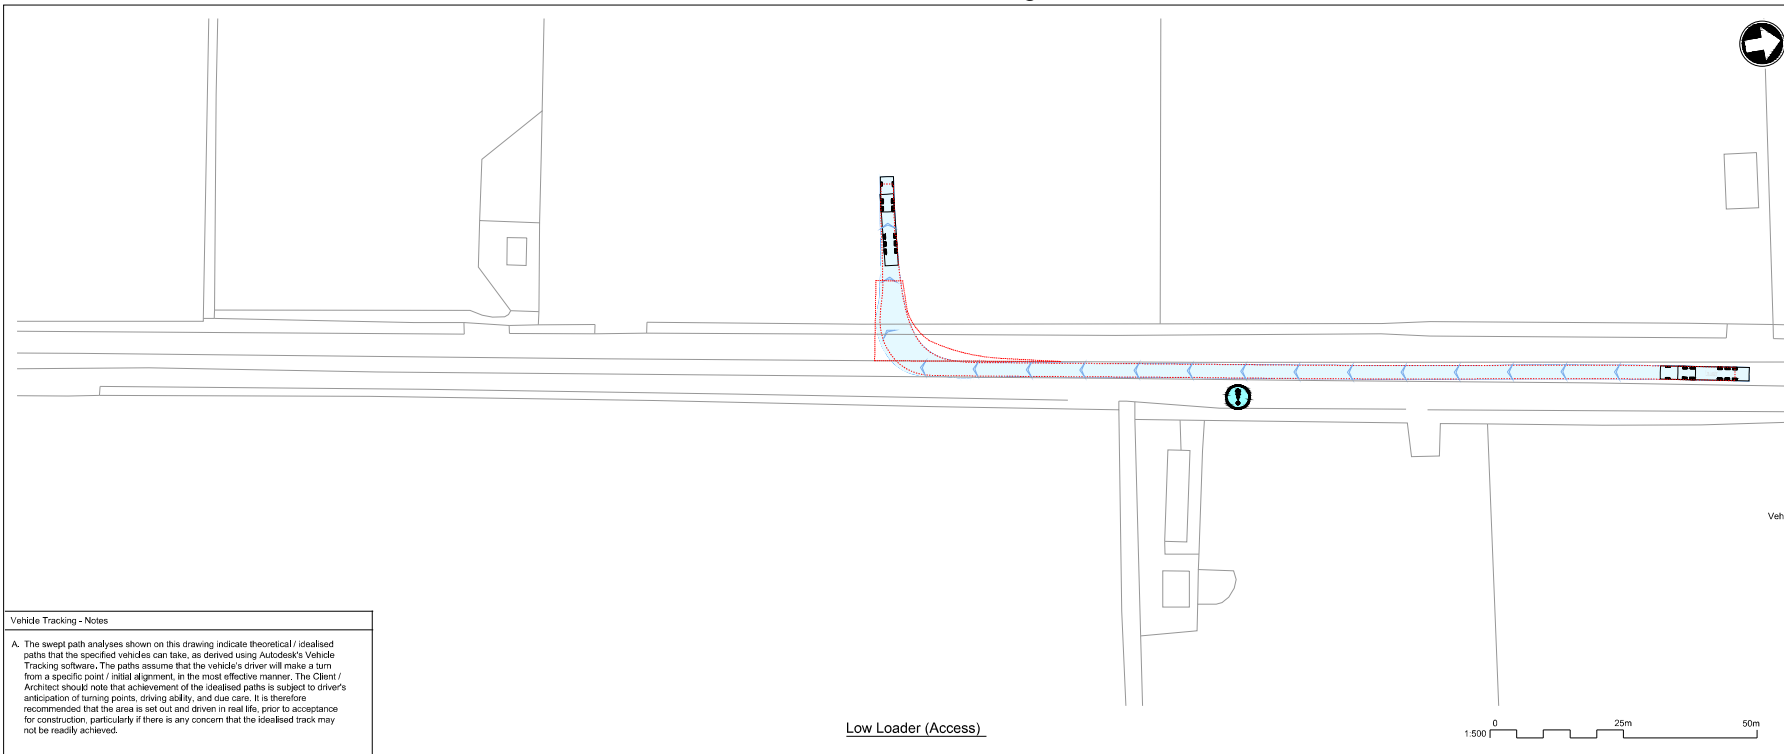 Veh
Vehicle Tracking - Notes
A. The swept path analyses shown on this drawing indicate theoretical / idealised
paths that the specified vehicles can take, as derived using Autodesk's Vehicle
Tracking software. The paths assume that the vehicle's driver will make a turn
from a specific point / initial alignment, in the most effective manner. The Client /
Architect should note that achievement of the idealised paths is subject to driver's
anticipation of turning points, driving ability, and due care. It is therefore
recommended that the area is set out and driven in real life, prior to acceptance
for construction, particularly if there is any concern that the idealised track may
not be readily achieved.
Low Loader (Access)
0 25m 50m
1:500